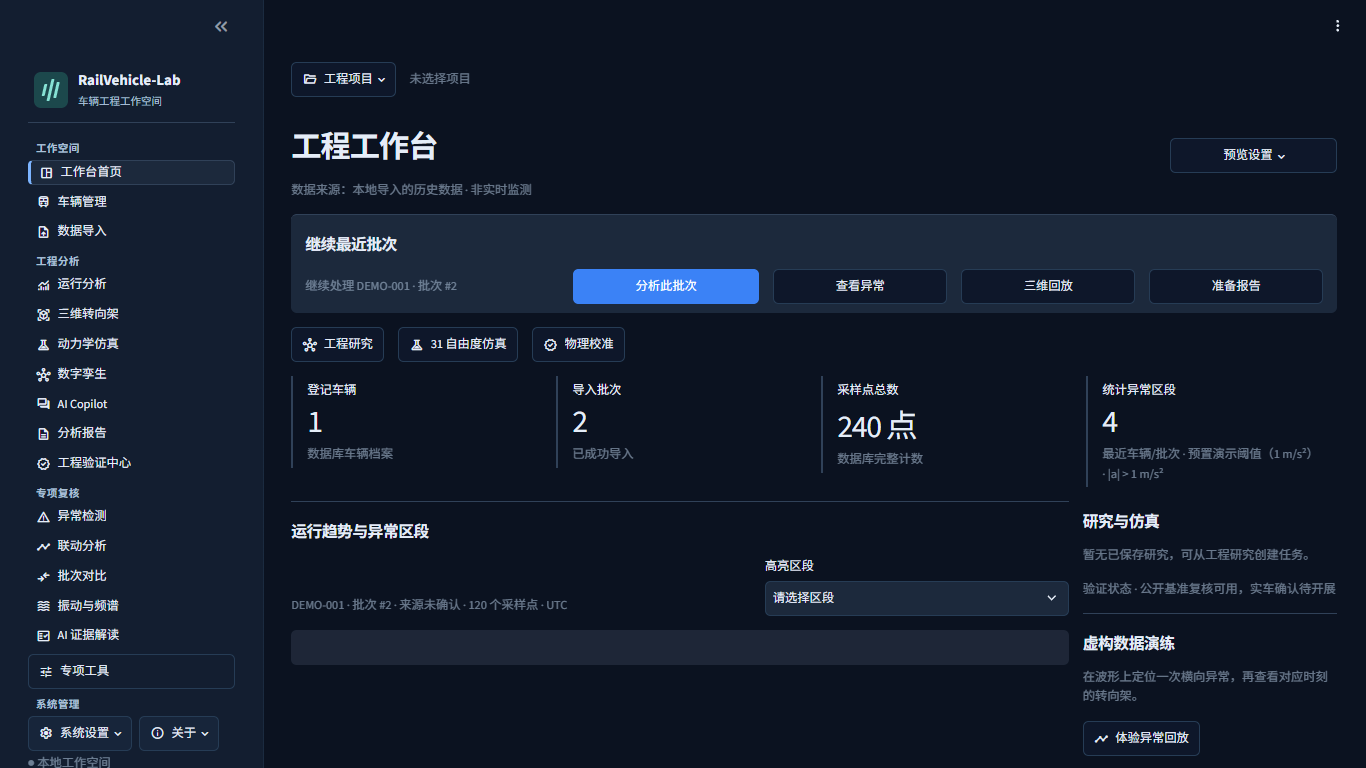 RailVehicle-Lab
车辆工程工作空间
工作空间
工作台首页
车辆管理
数据导入
工程分析
运行分析
三维转向架
动力学仿真
数字孪生
AI Copilot
分析报告
工程验证中心
专项复核
异常检测
联动分析
批次对比
振动与频谱
AI 证据解读
专项工具
系统管理
系统设置
关于
本地工作空间
工程项目
未选择项目
工程工作台
预览设置
数据来源：本地导入的历史数据 · 非实时监测
继续最近批次
继续处理 DEMO-001 · 批次 #2
分析此批次
查看异常
三维回放
准备报告
工程研究
31 自由度仿真
物理校准
登记车辆
1
数据库车辆档案
导入批次
2
已成功导入
采样点总数
240 点
数据库完整计数
统计异常区段
4
最近车辆/批次 · 预置演示阈值（1 m/s²）
· |a| > 1 m/s²
运行趋势与异常区段
高亮区段
DEMO-001 · 批次 #2 · 来源未确认 · 120 个采样点 · UTC
请选择区段
研究与仿真
暂无已保存研究，可从工程研究创建任务。
验证状态 · 公开基准复核可用，实车确认待开展
虚构数据演练
在波形上定位一次横向异常，再查看对应时刻
的转向架。
体验异常回放